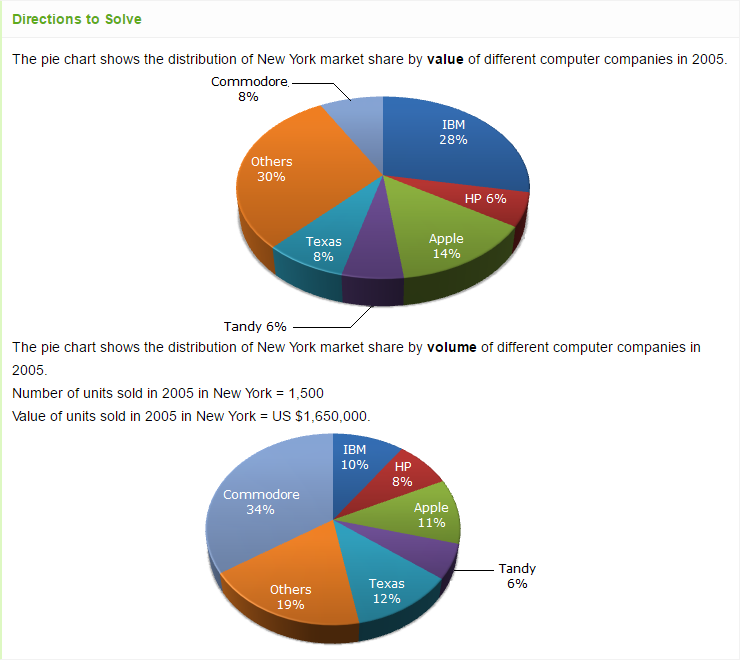 Directions to Solve
The pie chart shows the distribution of New York market share by value of different computer companies in 2005.
Commodore
8%
IBM
28%
Others
30%
HP 6%
Apple
14%
Texas
8%
Tandy 6%
The pie chart shows the distribution of New York market share by volume of different computer companies in
2005.
Number of units sold in 2005 in New York = 1,500
Value of units sold in 2005 in New York = US $1,650,000.
IBM
10%
HP
8%
Commodore
34%
Apple
11%
Tandy
6%
Texas
12%
Others
19%